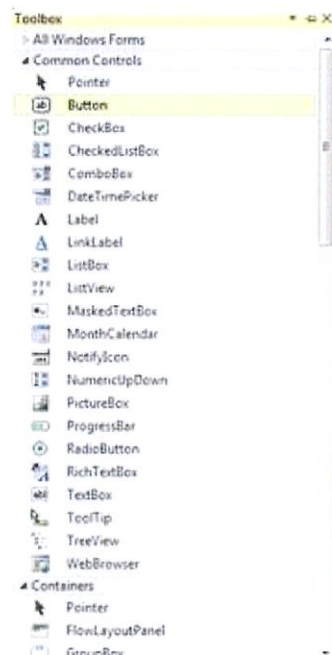 Toolbox
All Windows Forms
Common Controls
Pointer
Button
CheckBox
CheckedListBox
ComboBox
DateTimePicker
Label
LinkLabel
ListBox
ListView
MaskedTextBox
MonthCalendar
NotifyIcon
NumericUpDown
PictureBox
ProgressBar
RadioButton
RichTextBox
TextBox
ToolTip
TreeView
WebBrowser
Containers
Pointer
FlowLayoutPanel
GroupBox